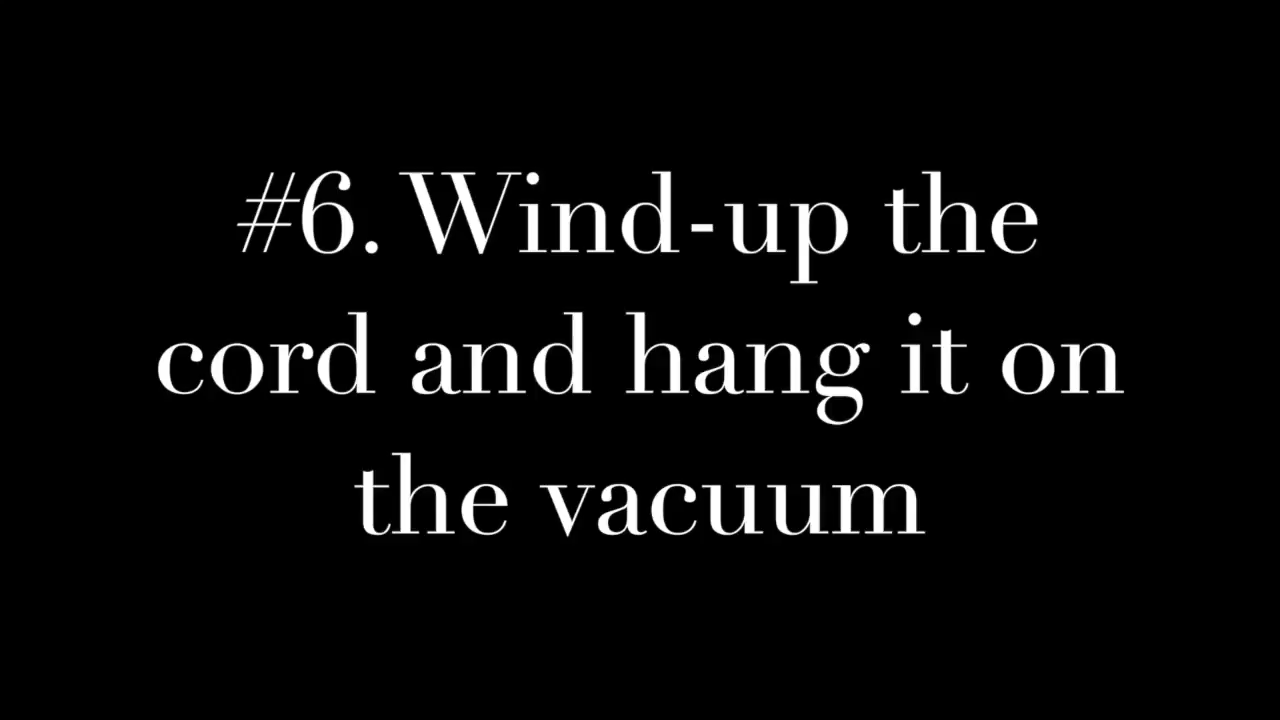 #6. Wind-up the
cord and hang it on
the vacuum